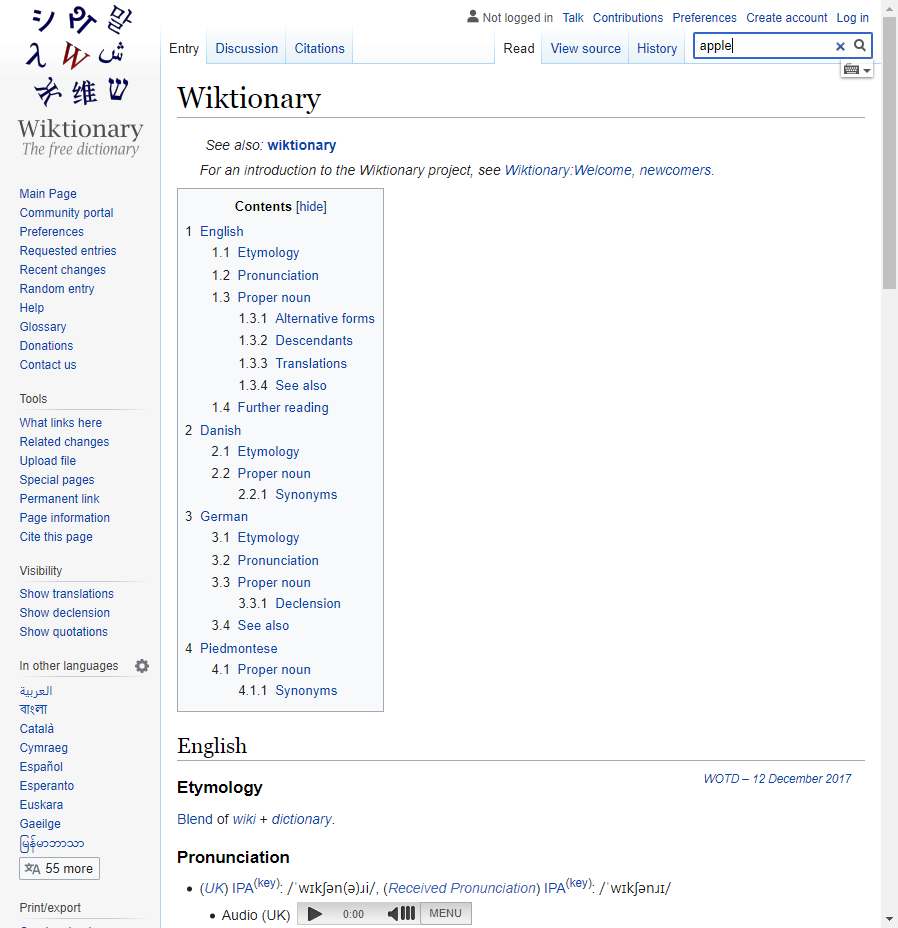 Not logged in Talk Contributions Preferences Create account Log in
Entry Discussion Citations Read View source History apple
Wiktionary
The free dictionary
Main Page
Community portal
Preferences
Requested entries
Recent changes
Random entry
Help
Glossary
Donations
Contact us
Tools
What links here
Related changes
Upload file
Special pages
Permanent link
Page information
Cite this page
Visibility
Show translations
Show declension
Show quotations
In other languages
العربية
বাংলা
Català
Cymraeg
Español
Esperanto
Euskara
Gaeilge
မြန်မာဘာသာ
55 more
Print/export
Wiktionary
See also: wiktionary
For an introduction to the Wiktionary project, see Wiktionary:Welcome, newcomers.
Contents [hide]
1 English
1.1 Etymology
1.2 Pronunciation
1.3 Proper noun
1.3.1 Alternative forms
1.3.2 Descendants
1.3.3 Translations
1.3.4 See also
1.4 Further reading
2 Danish
2.1 Etymology
2.2 Proper noun
2.2.1 Synonyms
3 German
3.1 Etymology
3.2 Pronunciation
3.3 Proper noun
3.3.1 Declension
3.4 See also
4 Piedmontese
4.1 Proper noun
4.1.1 Synonyms
English
WOTD – 12 December 2017
Etymology
Blend of wiki + dictionary.
Pronunciation
• (UK) IPA(key): /ˈwɪkʃən(ə)ɹi/, (Received Pronunciation) IPA(key): /ˈwɪkʃənɹɪ/
• Audio (UK) 0:00 MENU